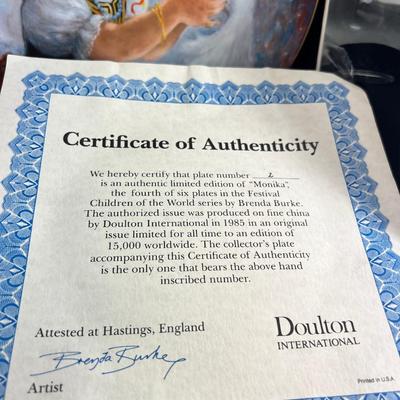 Certificate of Authenticity
We hereby certify that plate number 2
is an authentic limited edition of "Monika",
the fourth of six plates in the Festival
Children of the World series by Brenda Burke.
The authorized issue was produced on fine china
by Doulton International in 1985 in an original
issue limited for all time to an edition of
15,000 worldwide. The collector's plate
accompanying this Certificate of Authenticity
is the only one that bears the above hand
inscribed number.
Attested at Hastings, England
Doulton
INTERNATIONAL
Brenda Burke
Artist
Printed in U.S.A.